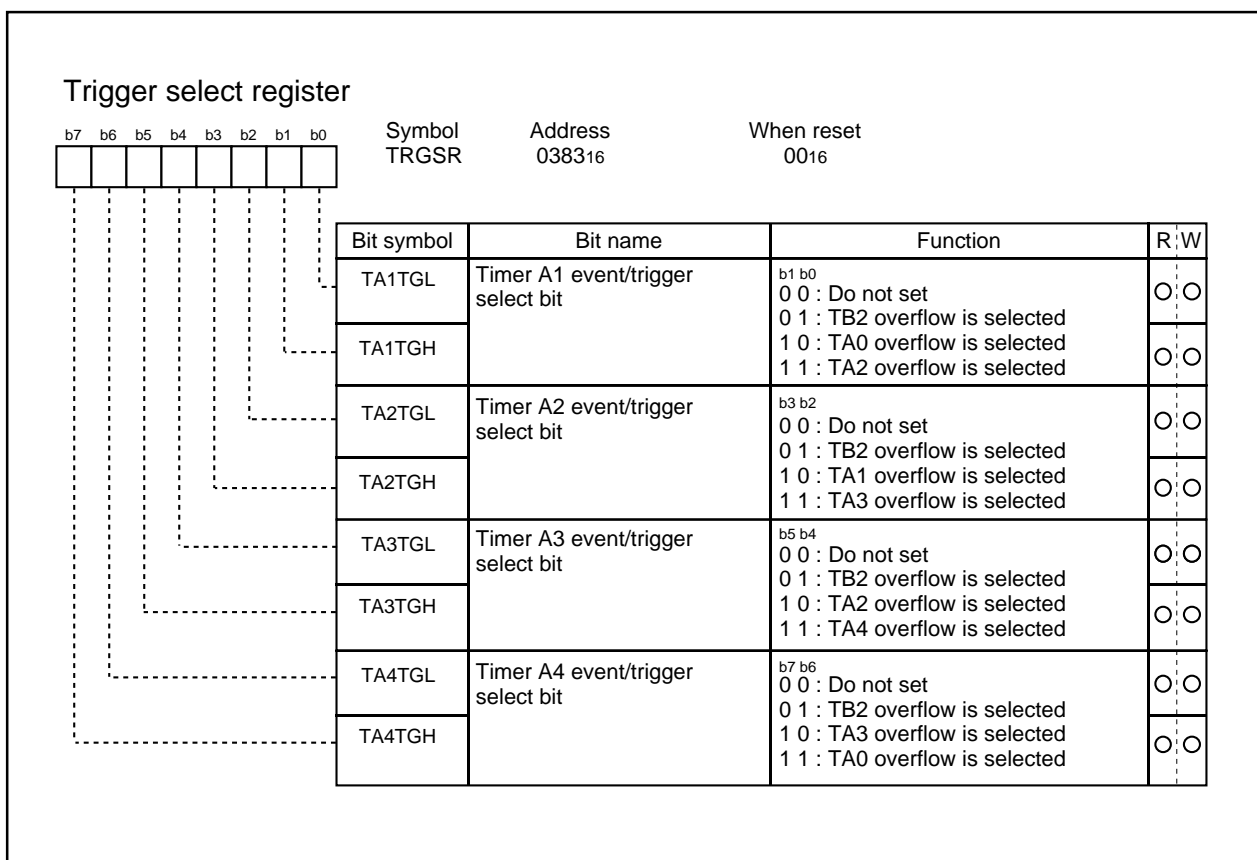 Trigger select register
b7 b6 b5 b4 b3 b2 b1 b0
Symbol Address When reset
TRGSR 038316 0016
Bit symbol Bit name Function R W
TA1TGL Timer A1 event/trigger select bit
b1 b0
0 0 : Do not set
0 1 : TB2 overflow is selected
TA1TGH
1 0 : TA0 overflow is selected
1 1 : TA2 overflow is selected
TA2TGL Timer A2 event/trigger select bit
b3 b2
0 0 : Do not set
0 1 : TB2 overflow is selected
TA2TGH
1 0 : TA1 overflow is selected
1 1 : TA3 overflow is selected
TA3TGL Timer A3 event/trigger select bit
b5 b4
0 0 : Do not set
0 1 : TB2 overflow is selected
TA3TGH
1 0 : TA2 overflow is selected
1 1 : TA4 overflow is selected
TA4TGL Timer A4 event/trigger select bit
b7 b6
0 0 : Do not set
0 1 : TB2 overflow is selected
TA4TGH
1 0 : TA3 overflow is selected
1 1 : TA0 overflow is selected